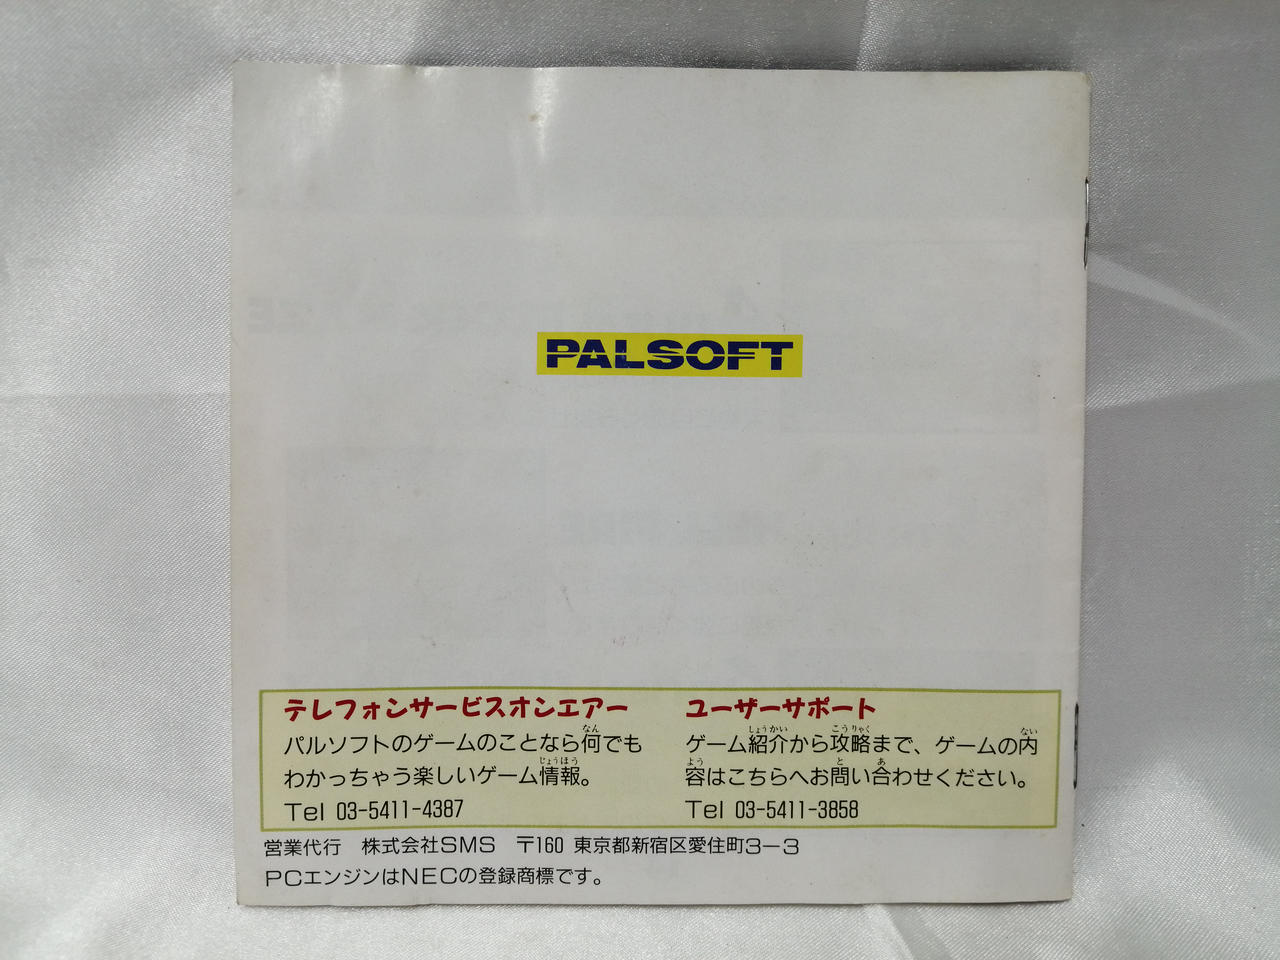 PALSOFT
テレフォンサービスオンエアー
パルソフトのゲームのことなら何でも
わかっちゃう楽しいゲーム情報。
Tel 03-5411-4387
ユーザーサポート
ゲーム紹介から攻略まで、ゲームの内
容はこちらへお問い合わせください。
Tel 03-5411-3858
営業代行 株式会社SMS 〒160 東京都新宿区愛住町3−3
PCエンジンはNECの登録商標です。